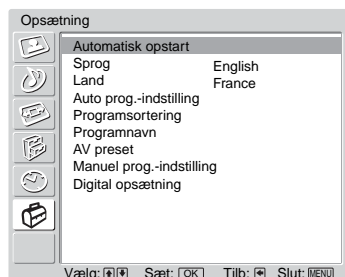 Opsætning
Automatisk opstart
Sprog English
Land France
Auto prog.-indstilling
Programsortering
Programnavn
AV preset
Manuel prog.-indstilling
Digital opsætning
Vælg: Sæt: OK Tilb: Slut: MENU